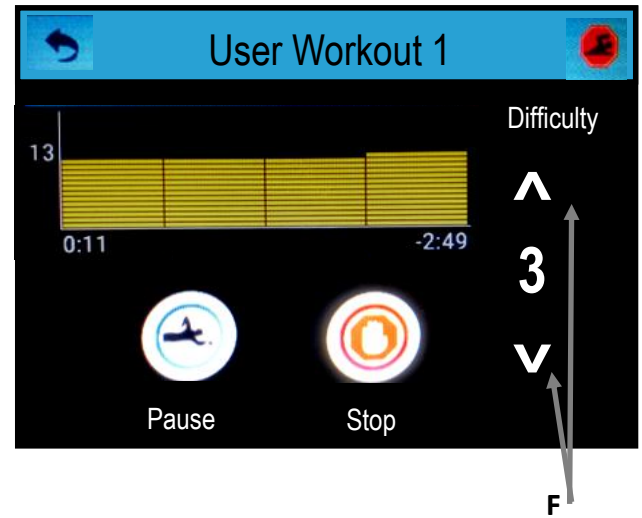 User Workout 1
Difficulty
13
0:11
-2:49
3
Pause
Stop
F